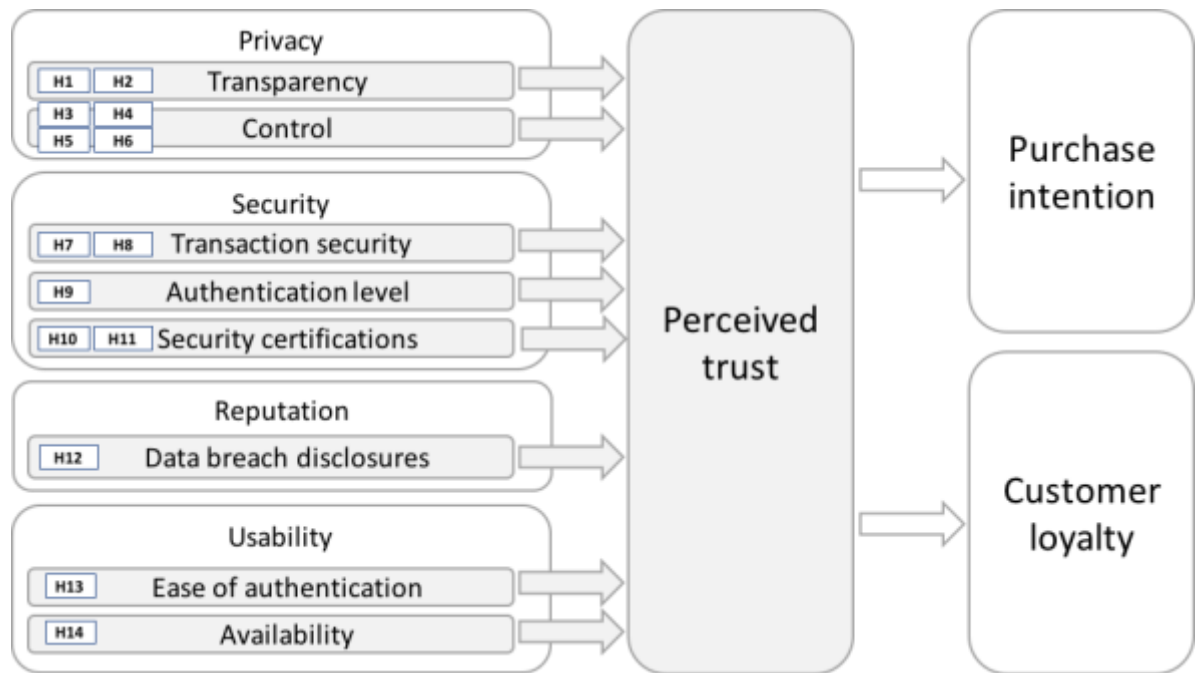 Privacy
H1 H2 Transparency
H3 H4
Control
H5 H6
Security
H7 H8 Transaction security
H9 Authentication level
H10 H11 Security certifications
Reputation
H12 Data breach disclosures
Usability
H13 Ease of authentication
H14 Availability
Perceived
trust
Purchase
intention
Customer
loyalty